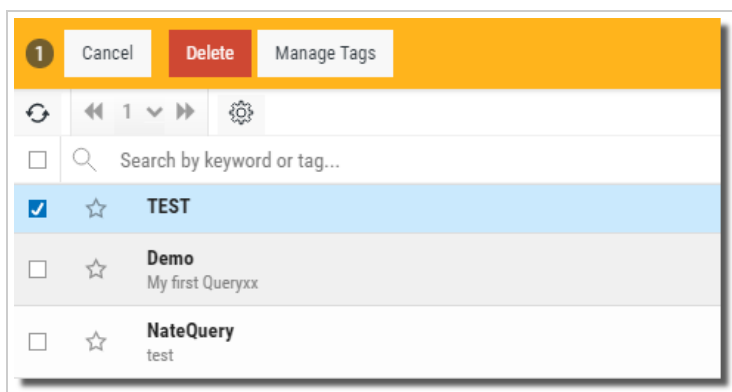 1 Cancel Delete Manage Tags
1
Search by keyword or tag...
TEST
Demo
My first Queryxx
NateQuery
test